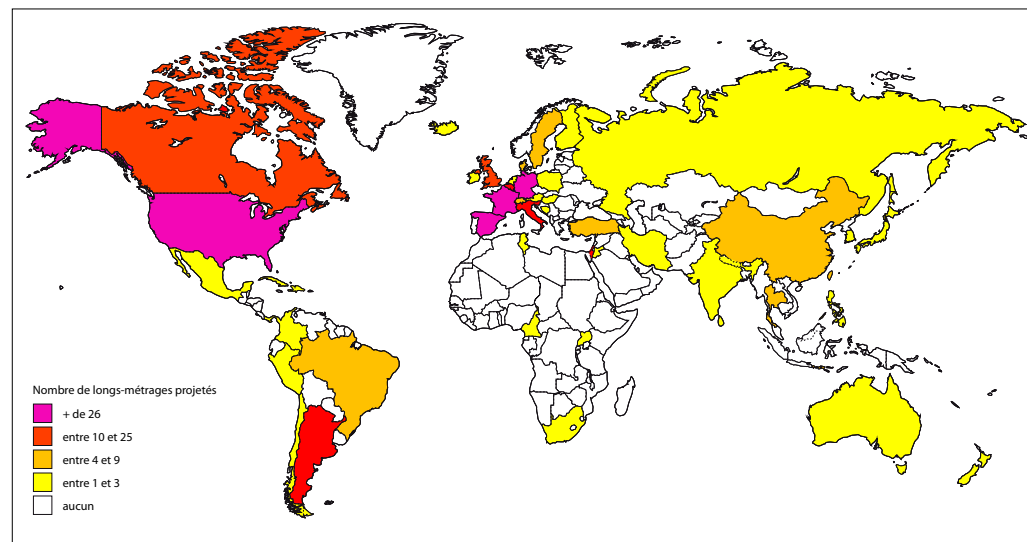 Nombre de longs-métrages projetés
+ de 26
entre 10 et 25
entre 4 et 9
entre 1 et 3
aucun